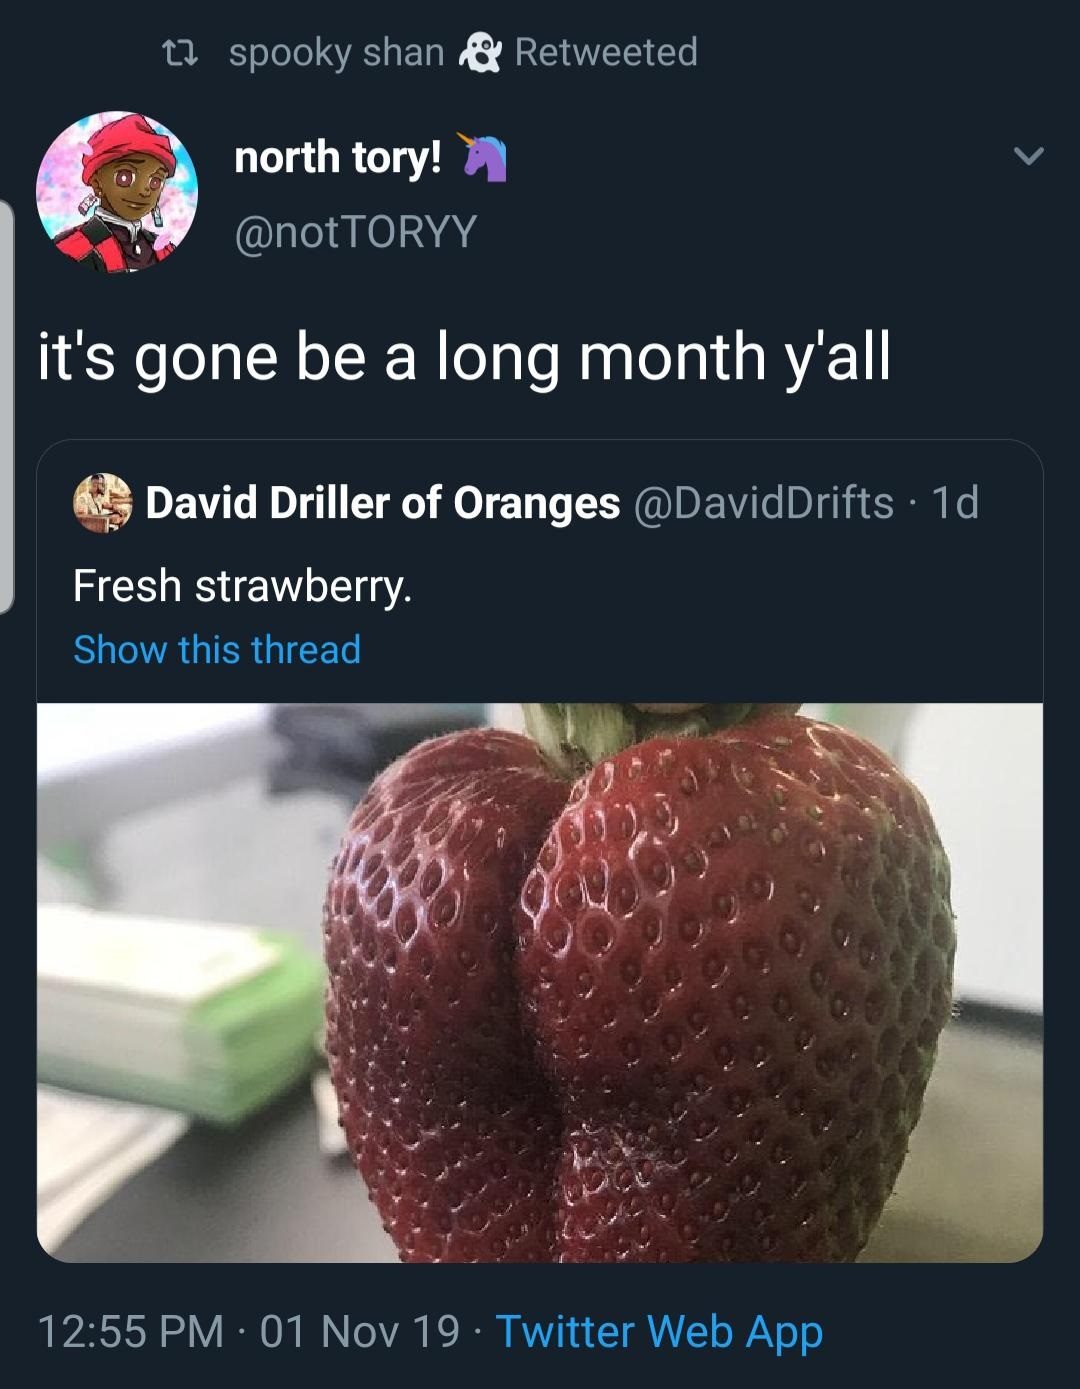 spooky shan 👻 Retweeted
north tory! 🦄
@notTORYY
it's gone be a long month y'all
David Driller of Oranges @DavidDrifts · 1d
Fresh strawberry.
Show this thread
12:55 PM · 01 Nov 19 · Twitter Web App